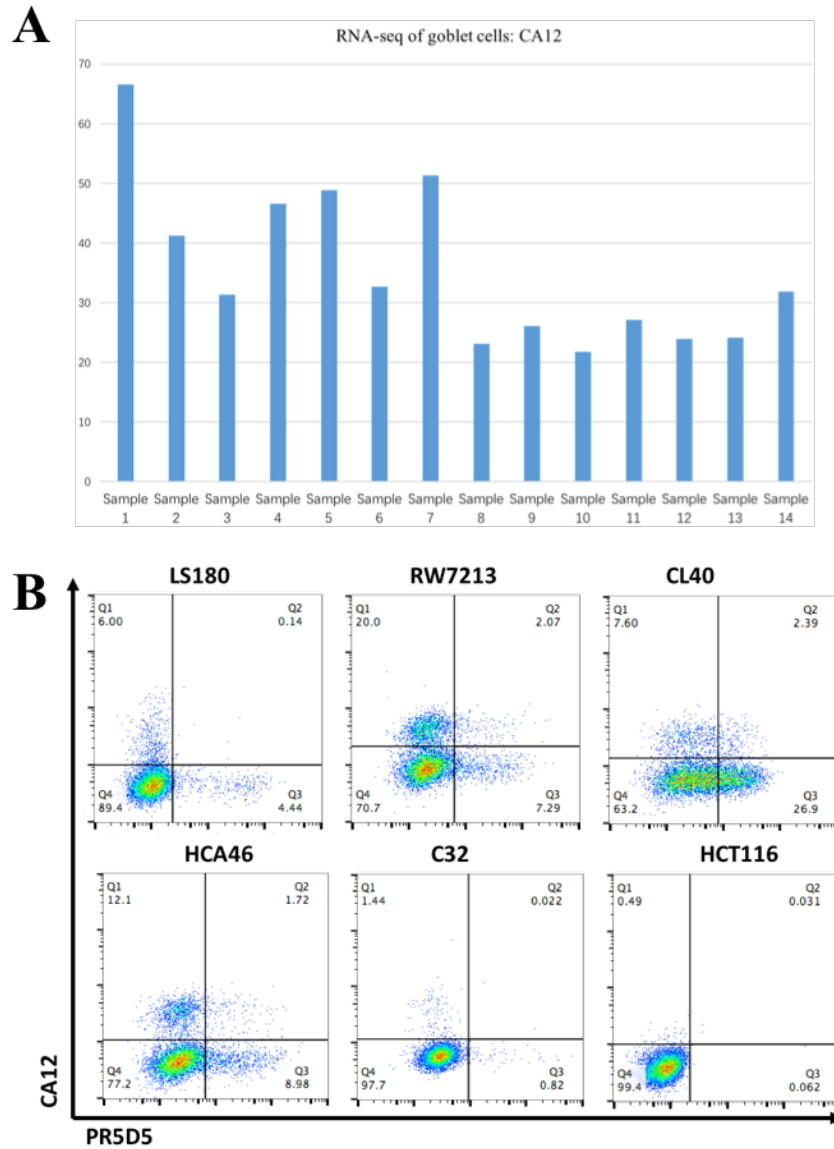 A
RNA-seq of goblet cells: CA12
70
60
50
40
30
20
10
0
Sample 1
Sample 2
Sample 3
Sample 4
Sample 5
Sample 6
Sample 7
Sample 8
Sample 9
Sample 10
Sample 11
Sample 12
Sample 13
Sample 14
B
LS180
Q1
6.00
Q2
0.14
Q4
89.4
Q3
4.44
RW7213
Q1
20.0
Q2
2.07
Q4
70.7
Q3
7.29
CL40
Q1
7.60
Q2
2.39
Q4
63.2
Q3
26.9
HCA46
Q1
12.1
Q2
1.72
Q4
77.2
Q3
8.98
C32
Q1
1.44
Q2
0.022
Q4
97.7
Q3
0.82
HCT116
Q1
0.49
Q2
0.031
Q4
99.4
Q3
0.062
CA12
PR5D5